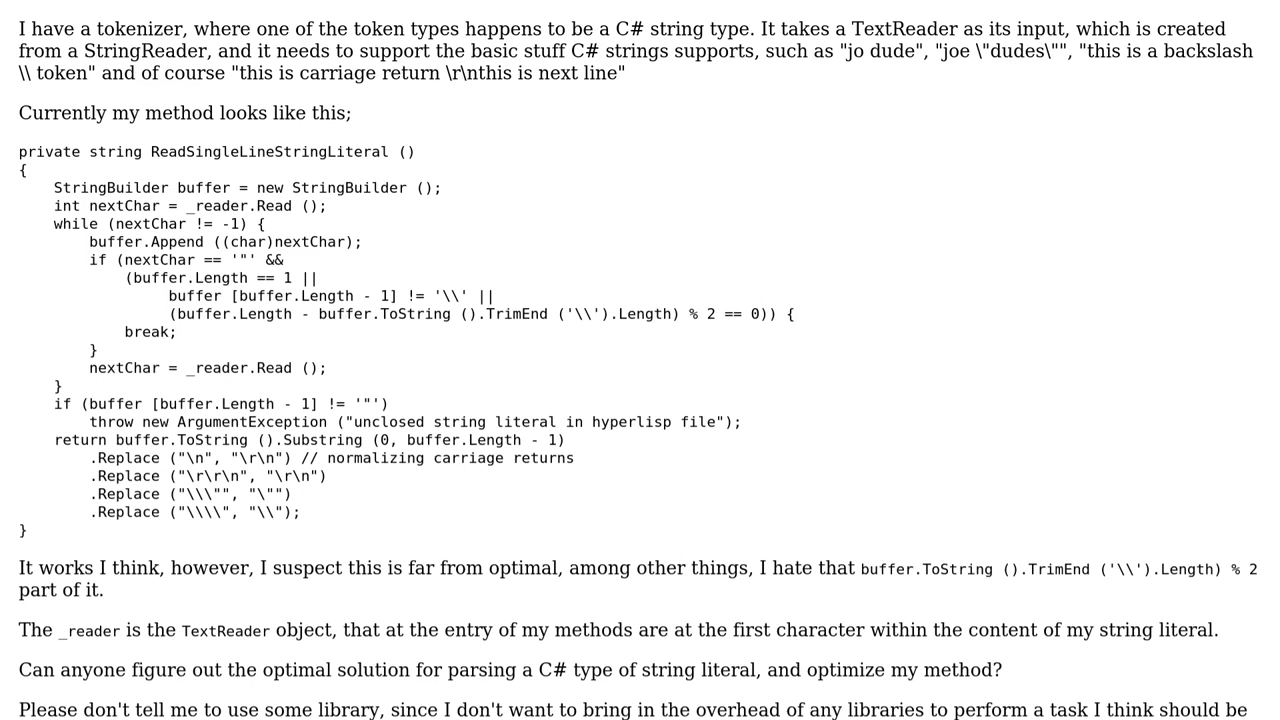 I have a tokenizer, where one of the token types happens to be a C# string type. It takes a TextReader as its input, which is created
from a StringReader, and it needs to support the basic stuff C# strings supports, such as "jo dude", "joe \"dudes\"", "this is a backslash
\\ token" and of course "this is carriage return \r\nthis is next line"
Currently my method looks like this;
private string ReadSingleLineStringLiteral ()
{
    StringBuilder buffer = new StringBuilder ();
    int nextChar = _reader.Read ();
    while (nextChar != -1) {
        buffer.Append ((char)nextChar);
        if (nextChar == '"' &&
            (buffer.Length == 1 ||
                 buffer [buffer.Length - 1] != '\\' ||
                 (buffer.Length - buffer.ToString ().TrimEnd ('\\').Length) % 2 == 0)) {
            break;
        }
        nextChar = _reader.Read ();
    }
    if (buffer [buffer.Length - 1] != '"')
        throw new ArgumentException ("unclosed string literal in hyperlisp file");
    return buffer.ToString ().Substring (0, buffer.Length - 1)
        .Replace ("\n", "\r\n") // normalizing carriage returns
        .Replace ("\r\r\n", "\r\n")
        .Replace ("\\\"", "\"")
        .Replace ("\\\\", "\\");
}
It works I think, however, I suspect this is far from optimal, among other things, I hate that buffer.ToString ().TrimEnd ('\\').Length) % 2
part of it.
The _reader is the TextReader object, that at the entry of my methods are at the first character within the content of my string literal.
Can anyone figure out the optimal solution for parsing a C# type of string literal, and optimize my method?
Please don't tell me to use some library, since I don't want to bring in the overhead of any libraries to perform a task I think should be